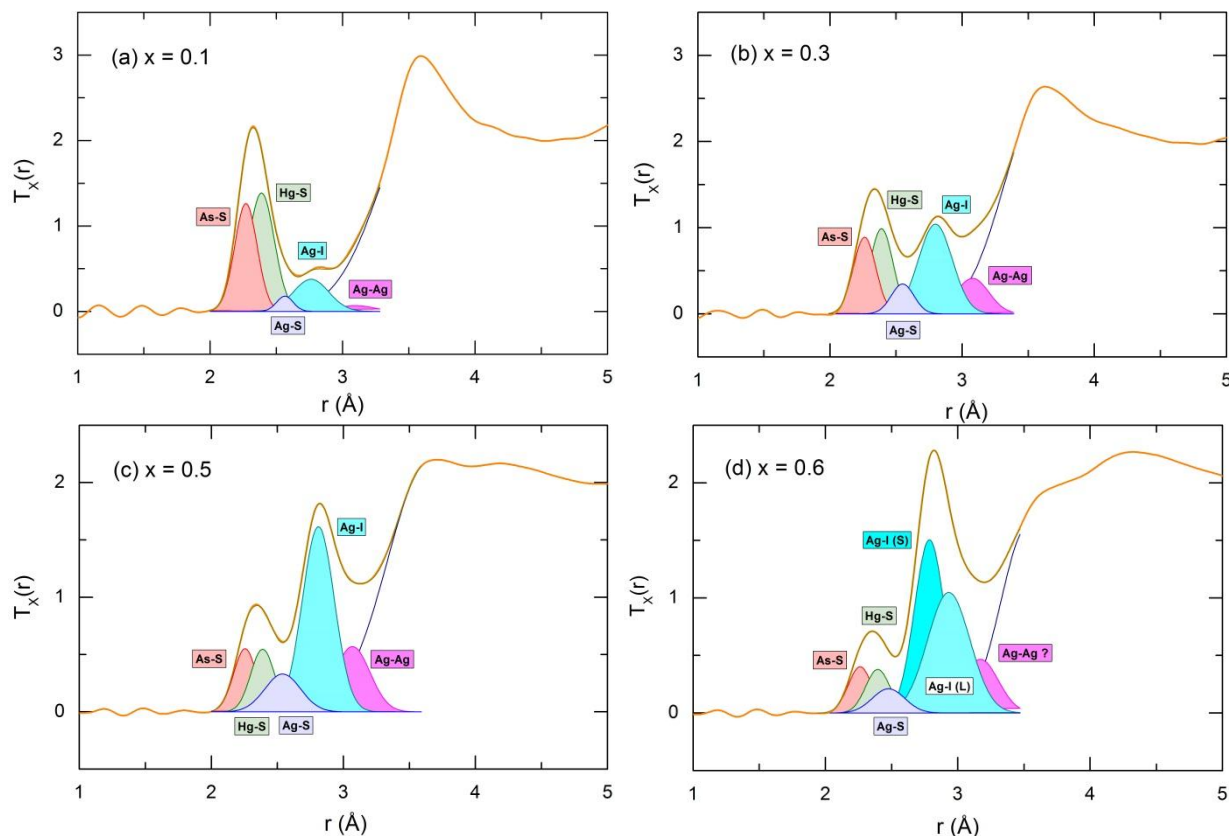 (a) x = 0.1
3
2
1
0
T_X(r)
As-S
Hg-S
Ag-I
Ag-Ag
Ag-S
1 2 3 4 5
r (Å)
(b) x = 0.3
3
2
1
0
T_X(r)
As-S
Hg-S
Ag-I
Ag-Ag
Ag-S
1 2 3 4 5
r (Å)
(c) x = 0.5
2
1
0
T_X(r)
As-S
Ag-I
Ag-Ag
Hg-S
Ag-S
1 2 3 4 5
r (Å)
(d) x = 0.6
2
1
0
T_X(r)
Ag-I (S)
Hg-S
As-S
Ag-Ag ?
Ag-I (L)
Ag-S
1 2 3 4 5
r (Å)